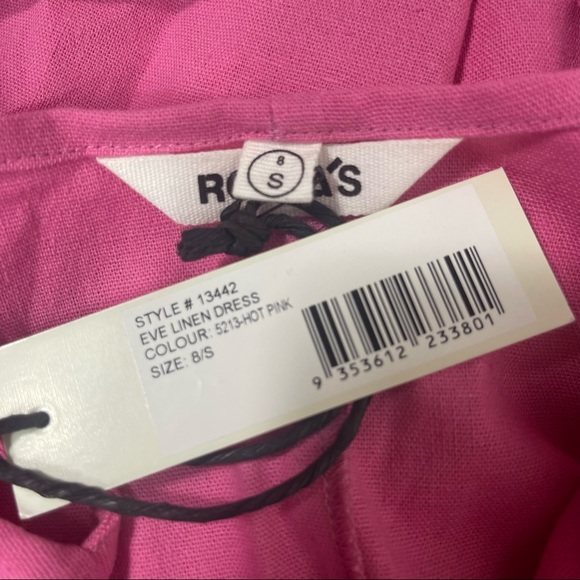 8
S
STYLE # 13442
EVE LINEN DRESS
COLOUR: 5213-HOT PINK
SIZE: 8/S
9 353612 233801